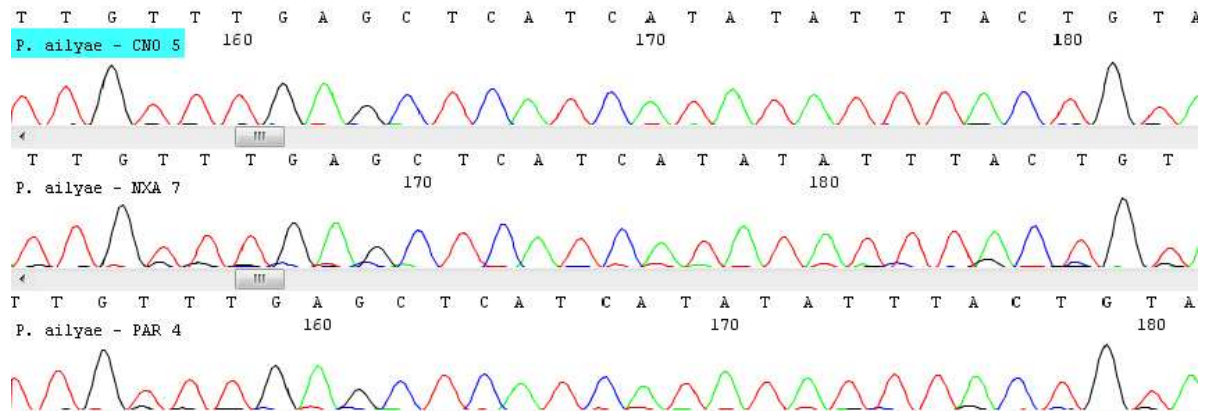 T T G T T T G A G C T C A T C A T A T A T T T A C T G T A
P. ailyae - CNO 5 160 170 180
T T G T T T G A G C T C A T C A T A T A T T T A C T G T
P. ailyae - NXA 7 170 180
T T G T T T G A G C T C A T C A T A T A T T T A C T G T A
P. ailyae - PAR 4 160 170 180